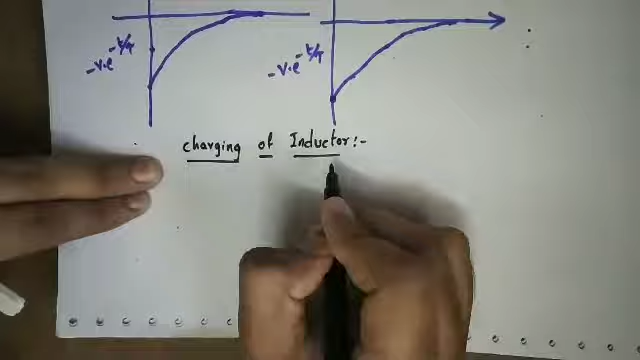 -V.e^-t/τ
-V.e^-t/τ
charging of Inductor:-